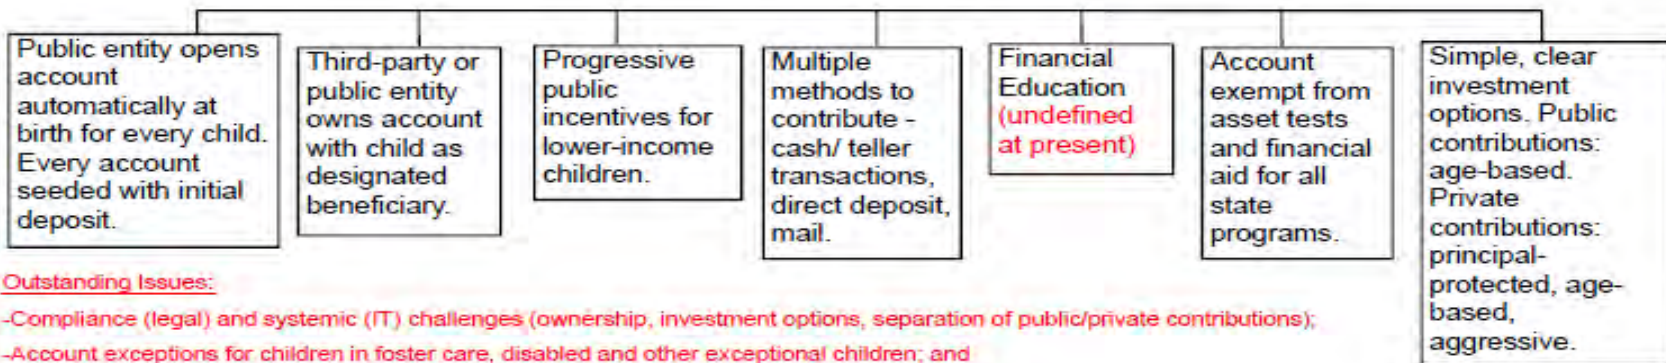 Public entity opens
account
automatically at
birth for every child.
Every account
seeded with initial
deposit.
Third-party or
public entity
owns account
with child as
designated
beneficiary.
Progressive
public
incentives for
lower-income
children.
Multiple
methods to
contribute -
cash/ teller
transactions,
direct deposit,
mail.
Financial
Education
(undefined
at present)
Account
exempt from
asset tests
and financial
aid for all
state
programs.
Simple, clear
investment
options. Public
contributions:
age-based.
Private
contributions:
principal-
protected, age-
based,
aggressive.
Outstanding Issues:
-Compliance (legal) and systemic (IT) challenges (ownership, investment options, separation of public/private contributions);
-Account exceptions for children in foster care, disabled and other exceptional children; and